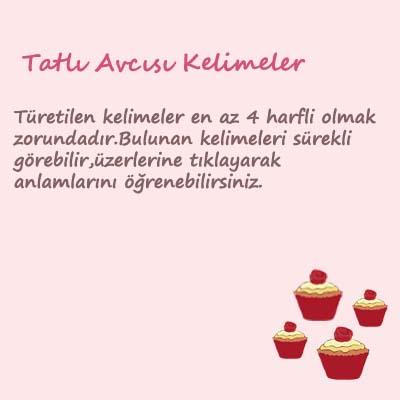 Tatlı Avcısı Kelimeler
Türetilen kelimeler en az 4 harfli olmak
zorundadır.Bulunan kelimeleri sürekli
görebilir,üzerlerine tıklayarak
anlamlarını öğrenebilirsiniz.